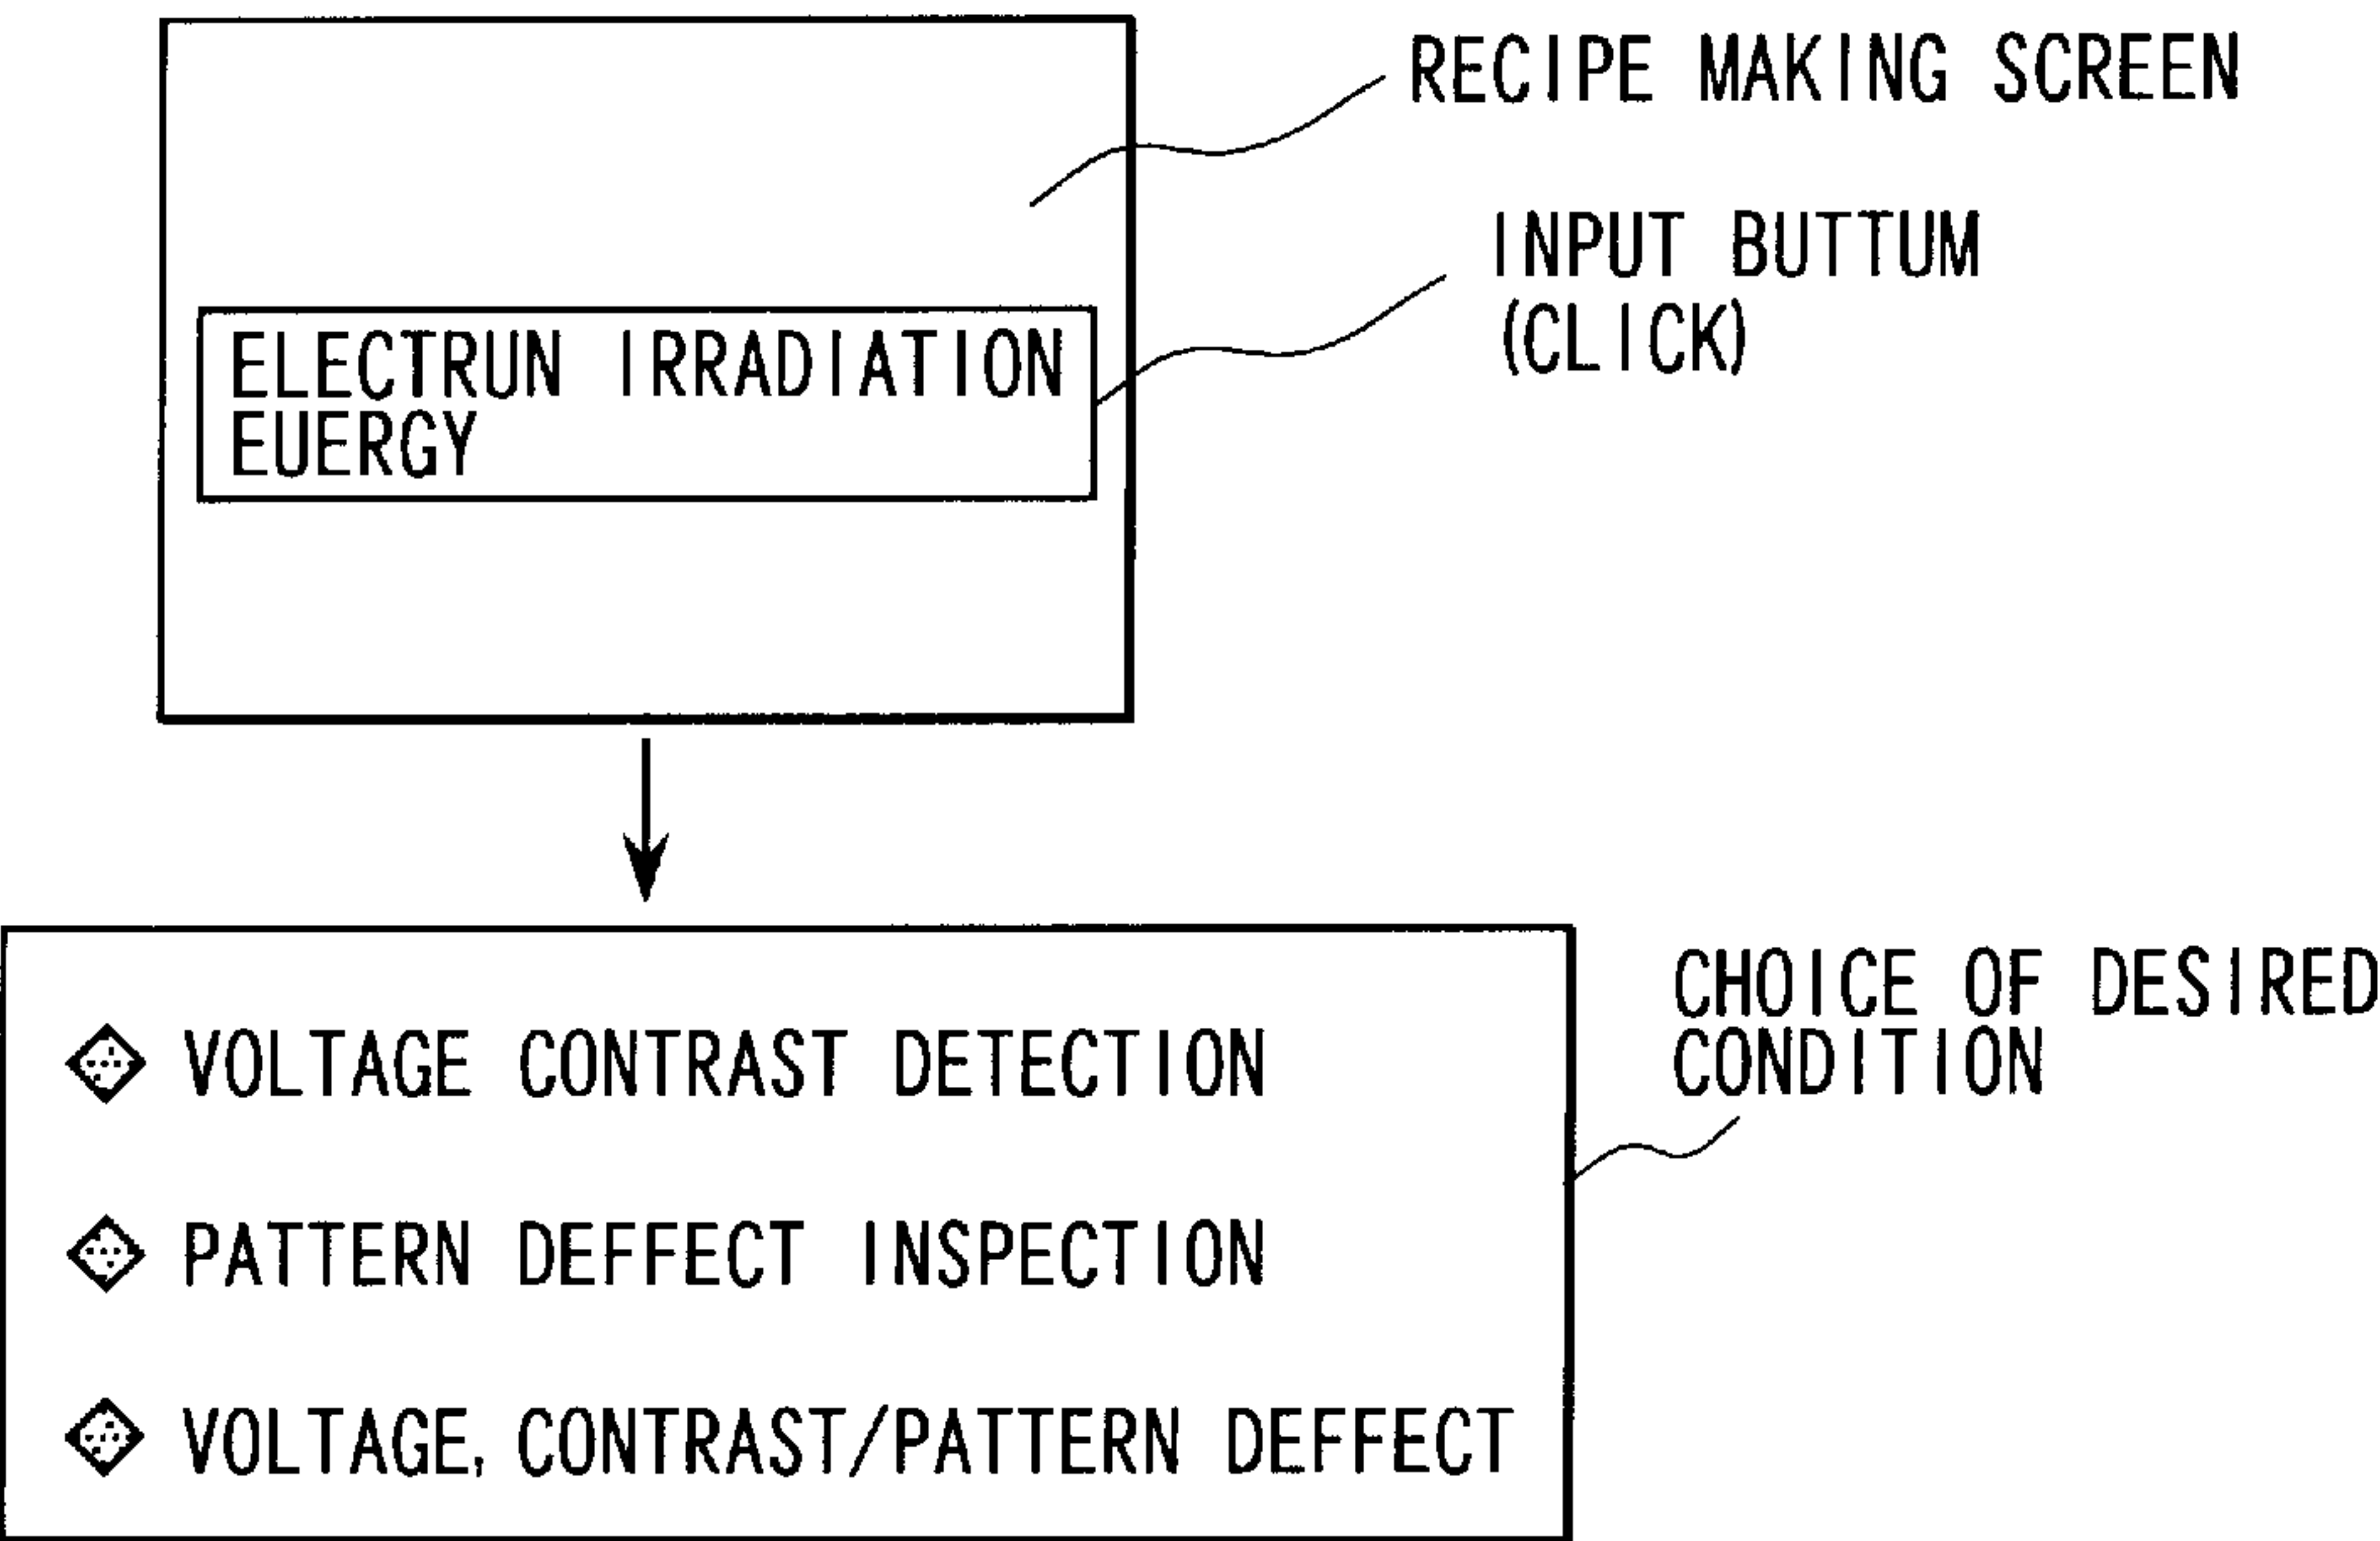 RECIPE MAKING SCREEN
INPUT BUTTUM
(CLICK)
ELECTRUN IRRADIATION
EUERGY
CHOICE OF DESIRED
CONDITION
VOLTAGE CONTRAST DETECTION
PATTERN DEFFECT INSPECTION
VOLTAGE, CONTRAST/PATTERN DEFFECT